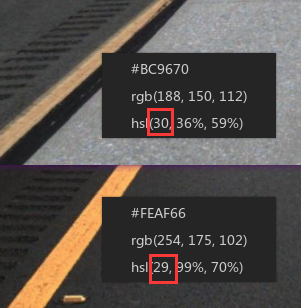 #BC9670
rgb(188, 150, 112)
hsl(30, 36%, 59%)
#FEAF66
rgb(254, 175, 102)
hsl(29, 99%, 70%)